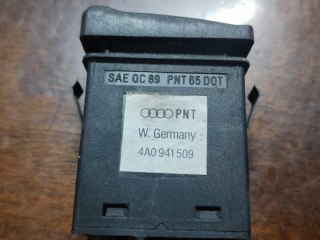 SAE QC 89 PNT 65 DOT
PNT
W. Germany
4A0 941 509